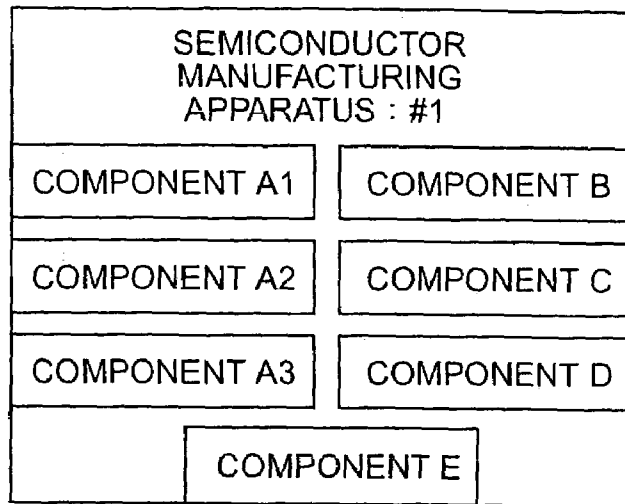 SEMICONDUCTOR
MANUFACTURING
APPARATUS : #1
COMPONENT A1
COMPONENT B
COMPONENT A2
COMPONENT C
COMPONENT A3
COMPONENT D
COMPONENT E